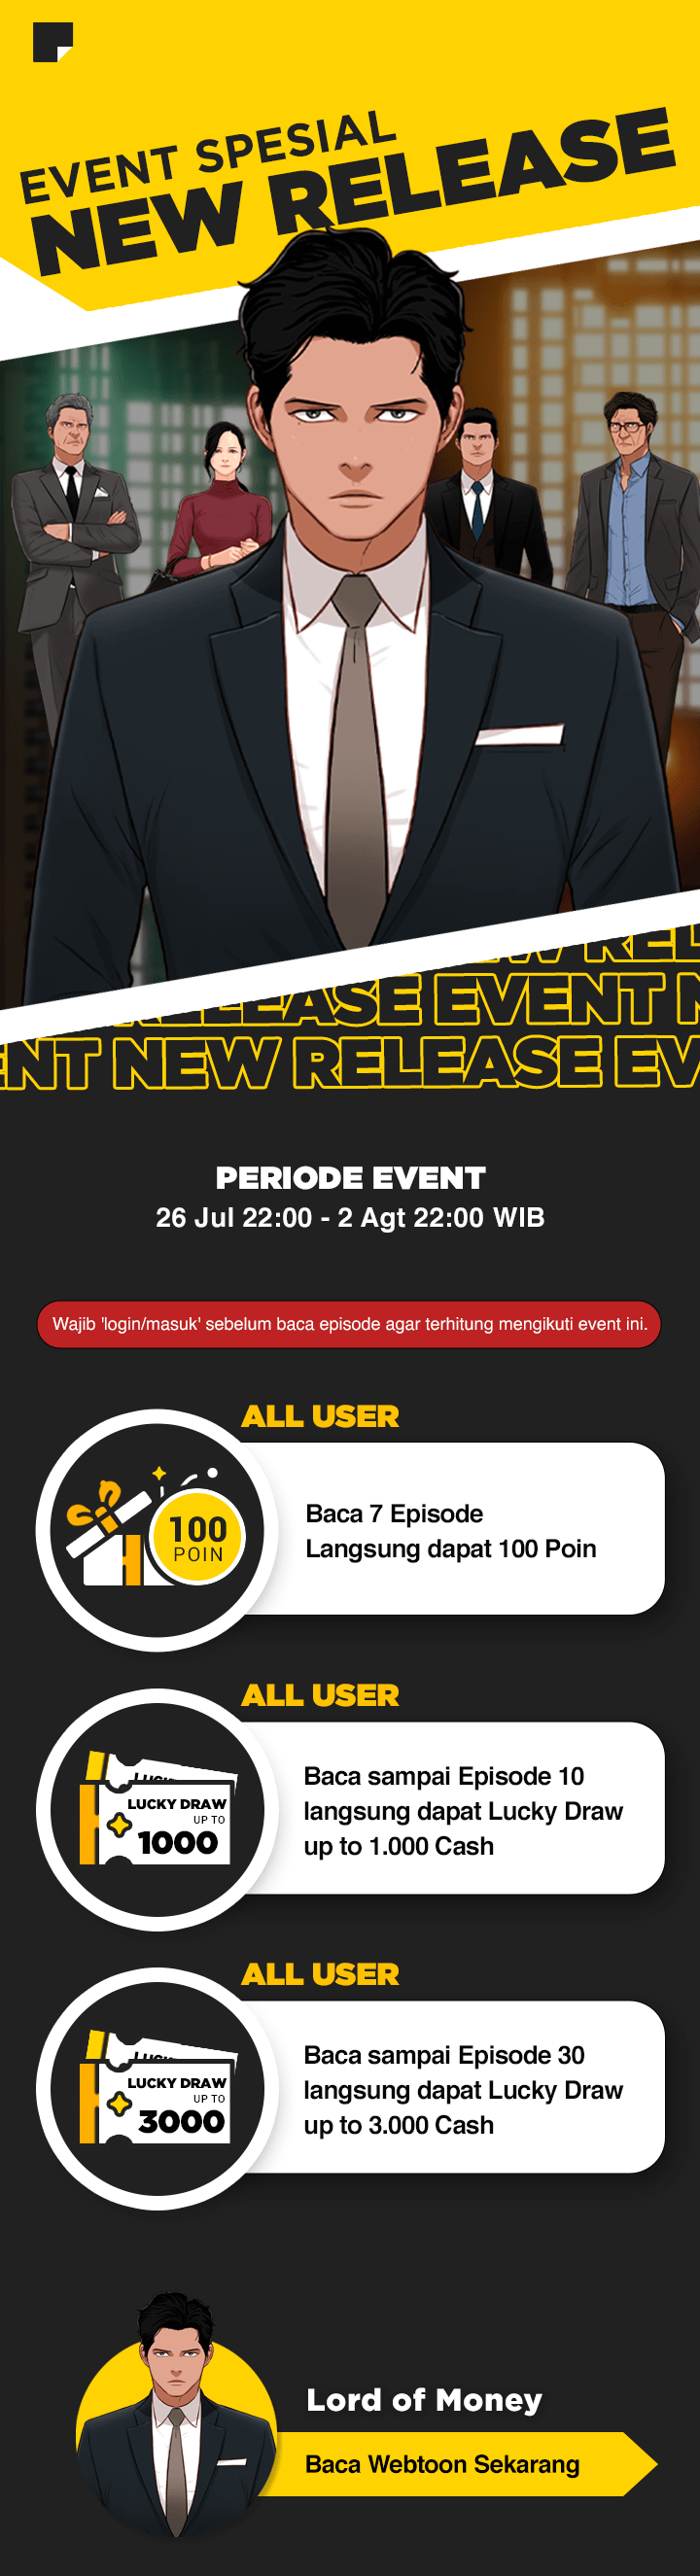 EVENT SPESIAL
NEW RELEASE
RELEASE EVENT
NEW RELEASE
PERIODE EVENT
26 Jul 22:00 - 2 Agt 22:00 WIB
Wajib 'login/masuk' sebelum baca episode agar terhitung mengikuti event ini.
ALL USER
100
POIN
Baca 7 Episode
Langsung dapat 100 Poin
ALL USER
LUCKY DRAW
UP TO
1000
Baca sampai Episode 10
langsung dapat Lucky Draw
up to 1.000 Cash
ALL USER
LUCKY DRAW
UP TO
3000
Baca sampai Episode 30
langsung dapat Lucky Draw
up to 3.000 Cash
Lord of Money
Baca Webtoon Sekarang